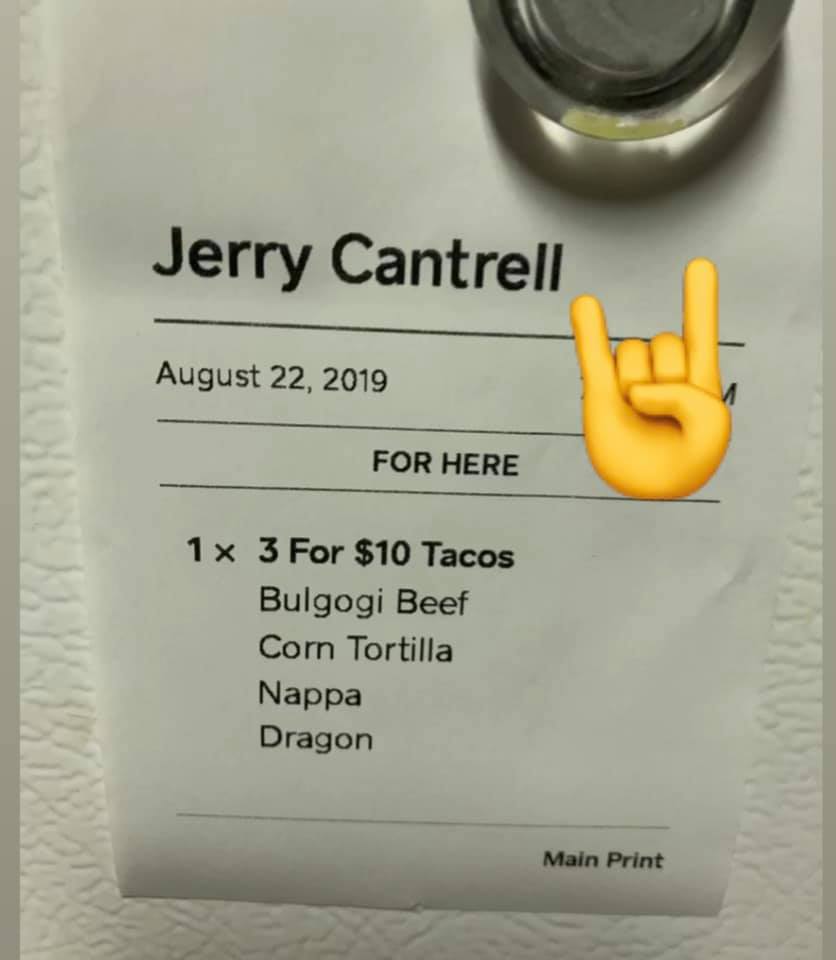 Jerry Cantrell
August 22, 2019
FOR HERE
1 × 3 For $10 Tacos
Bulgogi Beef
Corn Tortilla
Nappa
Dragon
Main Print